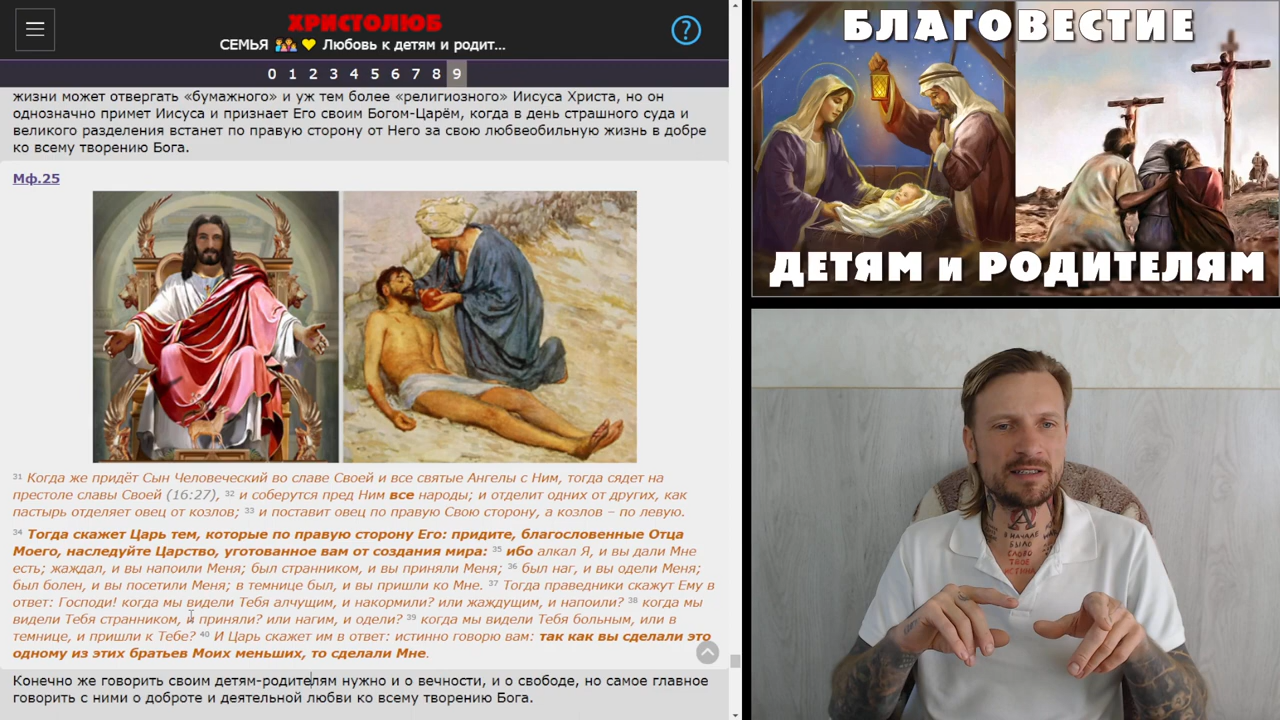 ХРИСТОЛЮБ
СЕМЬЯ 👨‍👩‍👧 💛 Любовь к детям и родит...
0 1 2 3 4 5 6 7 8 9
жизни может отвергать «бумажного» и уж тем более «религиозного» Иисуса Христа, но он
однозначно примет Иисуса и признает Его своим Богом-Царём, когда в день страшного суда и
великого разделения встанет по правую сторону от Него за свою любвеобильную жизнь в добре
ко всему творению Бога.
Мф.25
31 Когда же придёт Сын Человеческий во славе Своей и все святые Ангелы с Ним, тогда сядет на
престоле славы Своей (16:27), 32 и соберутся пред Ним все народы; и отделит одних от других, как
пастырь отделяет овец от козлов; 33 и поставит овец по правую Свою сторону, а козлов – по левую.
34 Тогда скажет Царь тем, которые по правую сторону Его: придите, благословенные Отца
Моего, наследуйте Царство, уготованное вам от создания мира: 35 ибо алкал Я, и вы дали Мне
есть; жаждал, и вы напоили Меня; был странником, и вы приняли Меня; 36 был наг, и вы одели Меня;
был болен, и вы посетили Меня; в темнице был, и вы пришли ко Мне. 37 Тогда праведники скажут Ему в
ответ: Господи! когда мы видели Тебя алчущим, и накормили? или жаждущим, и напоили? 38 когда мы
видели Тебя странником, и приняли? или нагим, и одели? 39 когда мы видели Тебя больным, или в
темнице, и пришли к Тебе? 40 И Царь скажет им в ответ: истинно говорю вам: так как вы сделали это
одному из этих братьев Моих меньших, то сделали Мне.
Конечно же говорить своим детям-родителям нужно и о вечности, и о свободе, но самое главное
говорить с ними о доброте и деятельной любви ко всему творению Бога.
БЛАГОВЕСТИЕ
ДЕТЯМ и РОДИТЕЛЯМ
В НАЧАЛЕ
БЫЛО
СЛОВО
ТВОЕ
ИСТИНА